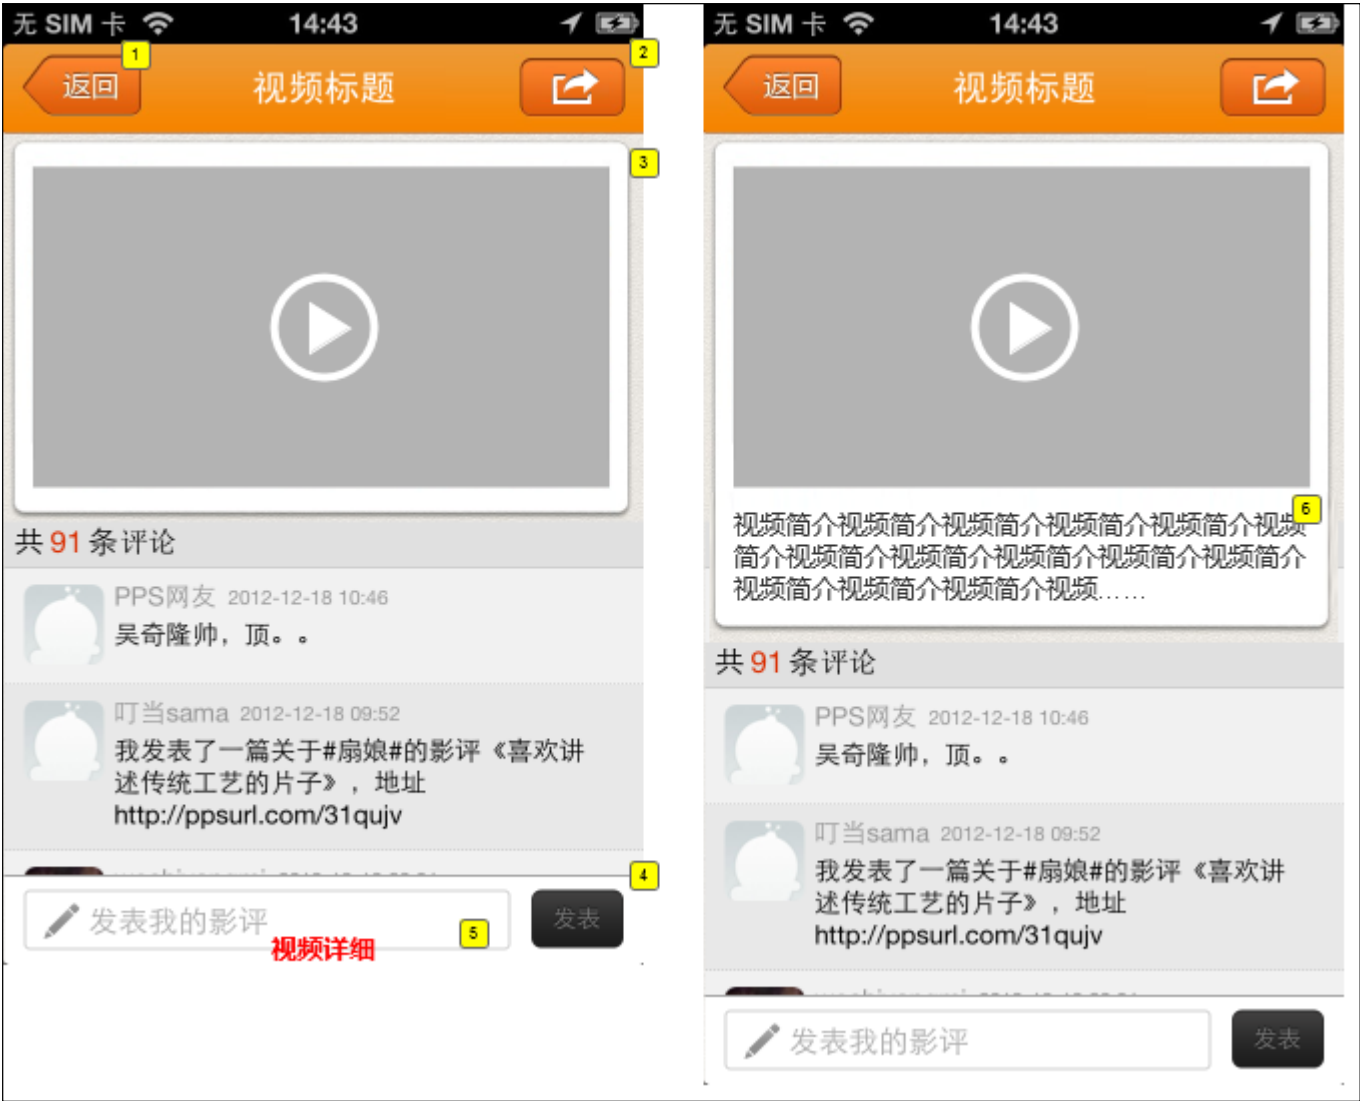 无 SIM 卡 14:43
1
2
返回 视频标题
3
共 91 条评论
PPS网友 2012-12-18 10:46
吴奇隆帅，顶。。
叮当sama 2012-12-18 09:52
我发表了一篇关于#扇娘#的影评《喜欢讲
述传统工艺的片子》，地址
http://ppsurl.com/31qujv
4
发表我的影评 5 发表
视频详细
无 SIM 卡 14:43
返回 视频标题
6
视频简介视频简介视频简介视频简介视频简介视频
简介视频简介视频简介视频简介视频简介视频简介
视频简介视频简介视频简介视频……
共 91 条评论
PPS网友 2012-12-18 10:46
吴奇隆帅，顶。。
叮当sama 2012-12-18 09:52
我发表了一篇关于#扇娘#的影评《喜欢讲
述传统工艺的片子》，地址
http://ppsurl.com/31qujv
发表我的影评 发表